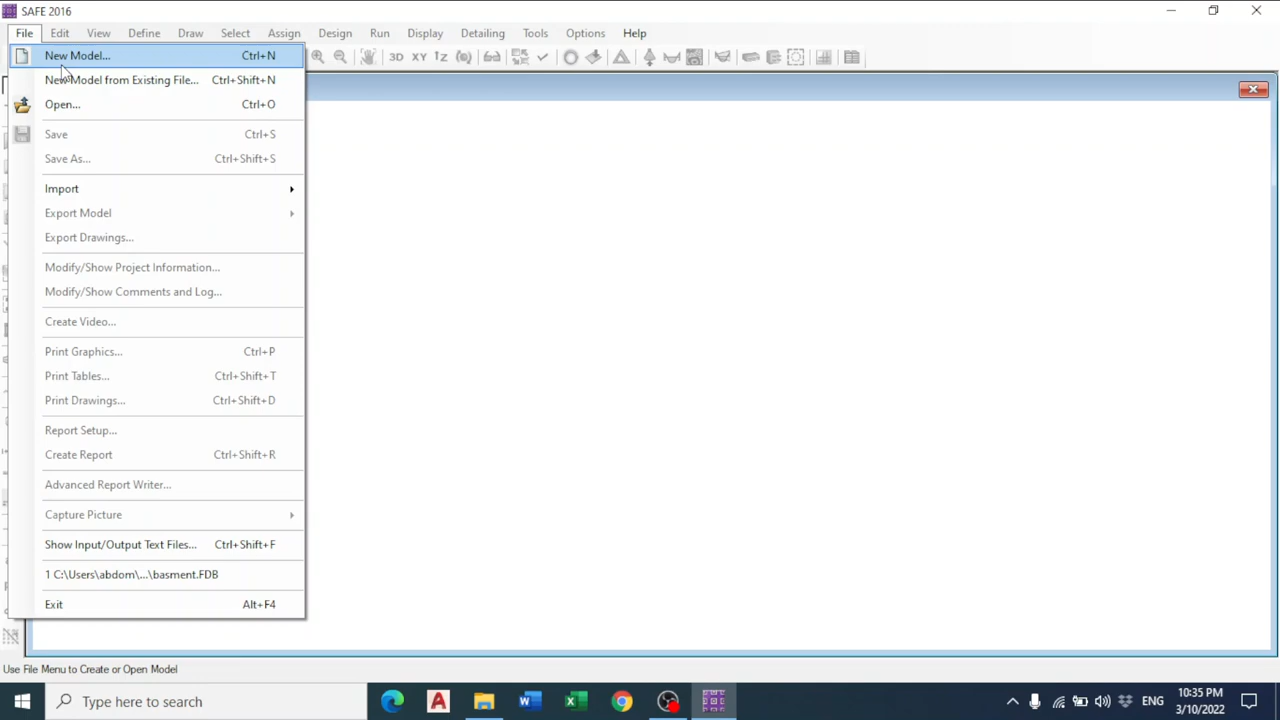 SAFE 2016
File Edit View Define Draw Select Assign Design Run Display Detailing Tools Options Help
3D XY
New Model... Ctrl+N
New Model from Existing File... Ctrl+Shift+N
Open... Ctrl+O
Save Ctrl+S
Save As... Ctrl+Shift+S
Import
Export Model
Export Drawings...
Modify/Show Project Information...
Modify/Show Comments and Log...
Create Video...
Print Graphics... Ctrl+P
Print Tables... Ctrl+Shift+T
Print Drawings... Ctrl+Shift+D
Report Setup...
Create Report Ctrl+Shift+R
Advanced Report Writer...
Capture Picture
Show Input/Output Text Files... Ctrl+Shift+F
1 C:\Users\abdom\...\basment.FDB
Exit Alt+F4
Use File Menu to Create or Open Model
Type here to search
ENG
10:35 PM
3/10/2022